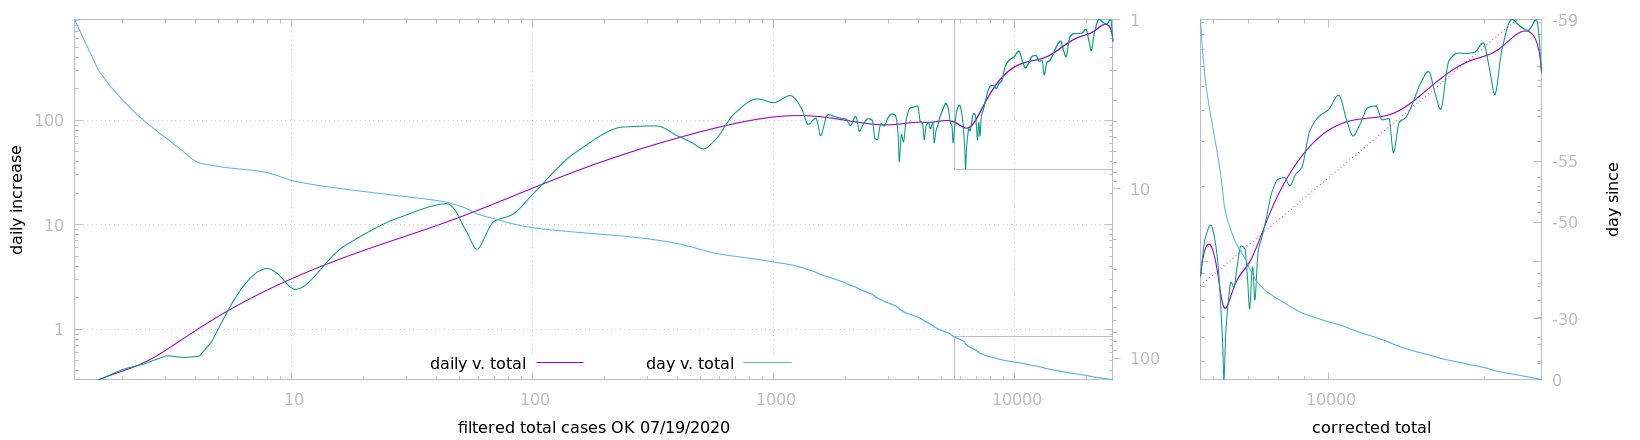 1
-59
100
daily increase
-55
day since
10
10
-50
1
-30
daily v. total
day v. total
100
0
10
100
1000
10000
10000
filtered total cases OK 07/19/2020
corrected total